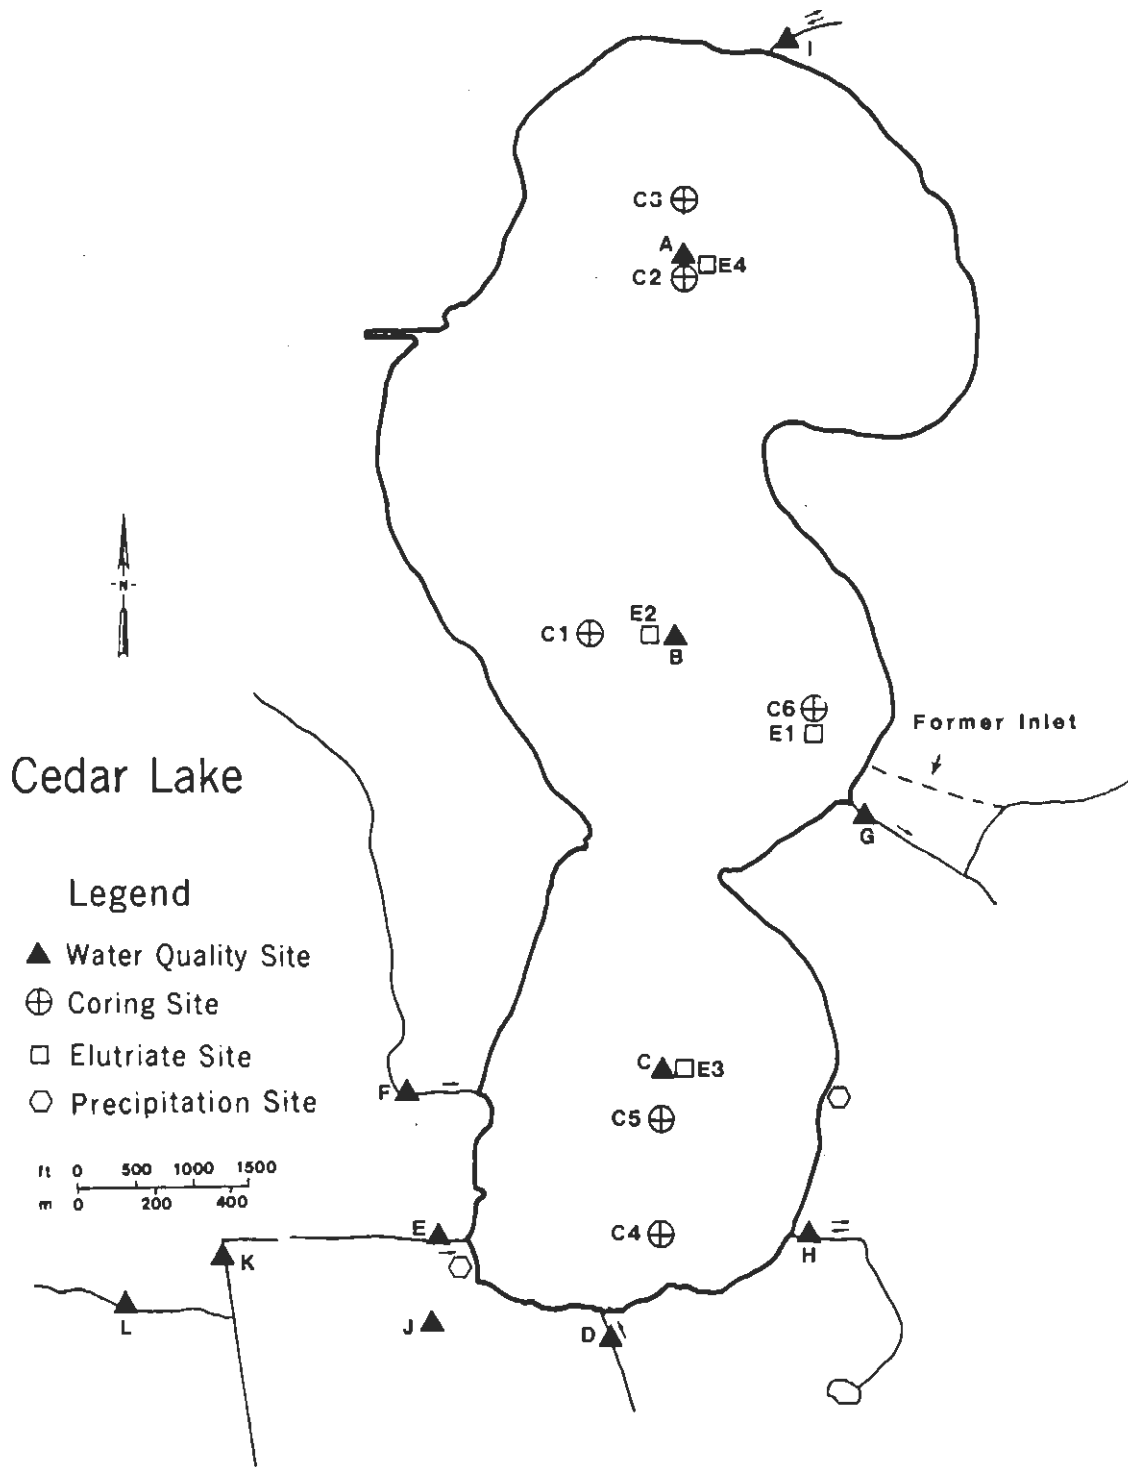 I
C3
A
E4
C2
N
E2
C1
B
C6
E1
Former Inlet
Cedar Lake
G
Legend
Water Quality Site
Coring Site
Elutriate Site
Precipitation Site
C
E3
F
C5
ft 0 500 1000 1500
m 0 200 400
E
C4
H
K
L
J
D